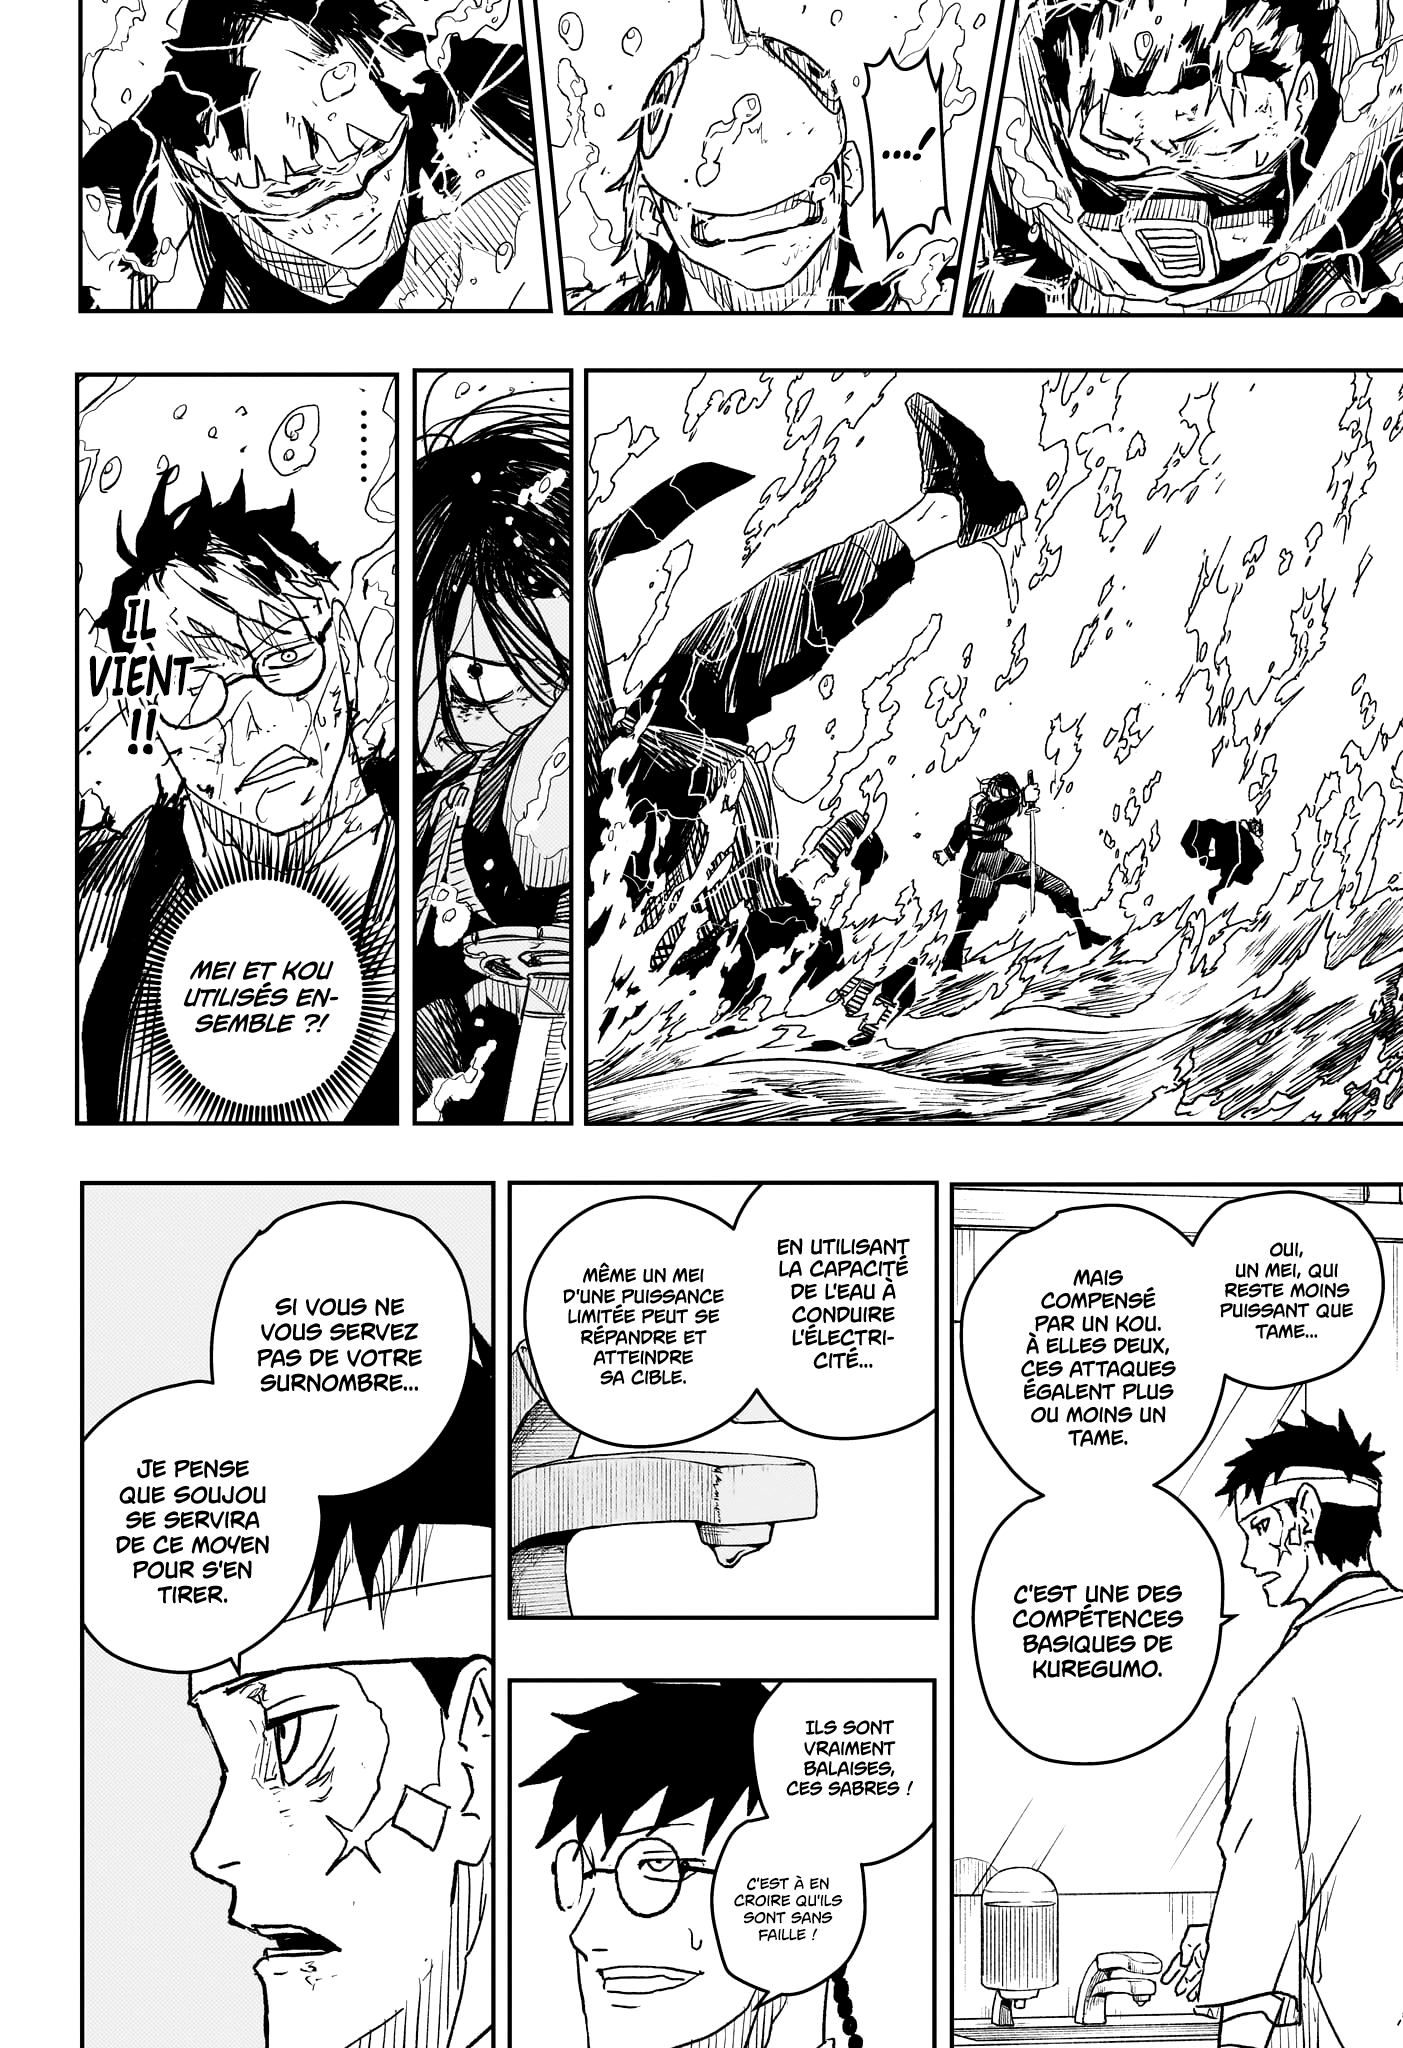 ....!
MEI ET KOU
UTILISÉS EN-
SEMBLE ?!
.....
IL
VIENT
!!
OUI,
UN MEI, QUI
RESTE MOINS
PUISSANT QUE
TAME...
MAIS
COMPENSÉ
PAR UN KOU.
À ELLES DEUX,
CES ATTAQUES
ÉGALENT PLUS
OU MOINS UN
TAME.
C'EST UNE DES
COMPÉTENCES
BASIQUES DE
KUREGUMO.
EN UTILISANT
LA CAPACITÉ
DE L'EAU À
CONDUIRE
L'ÉLECTRI-
CITÉ...
MÊME UN MEI
D'UNE PUISSANCE
LIMITÉE PEUT SE
RÉPANDRE ET
ATTEINDRE
SA CIBLE.
ILS SONT
VRAIMENT
BALAISES,
CES SABRES !
C'EST À EN
CROIRE QU'ILS
SONT SANS
FAILLE !
SI VOUS NE
VOUS SERVEZ
PAS DE VOTRE
SURNOMBRE...
JE PENSE
QUE SOUJOU
SE SERVIRA
DE CE MOYEN
POUR S'EN
TIRER.